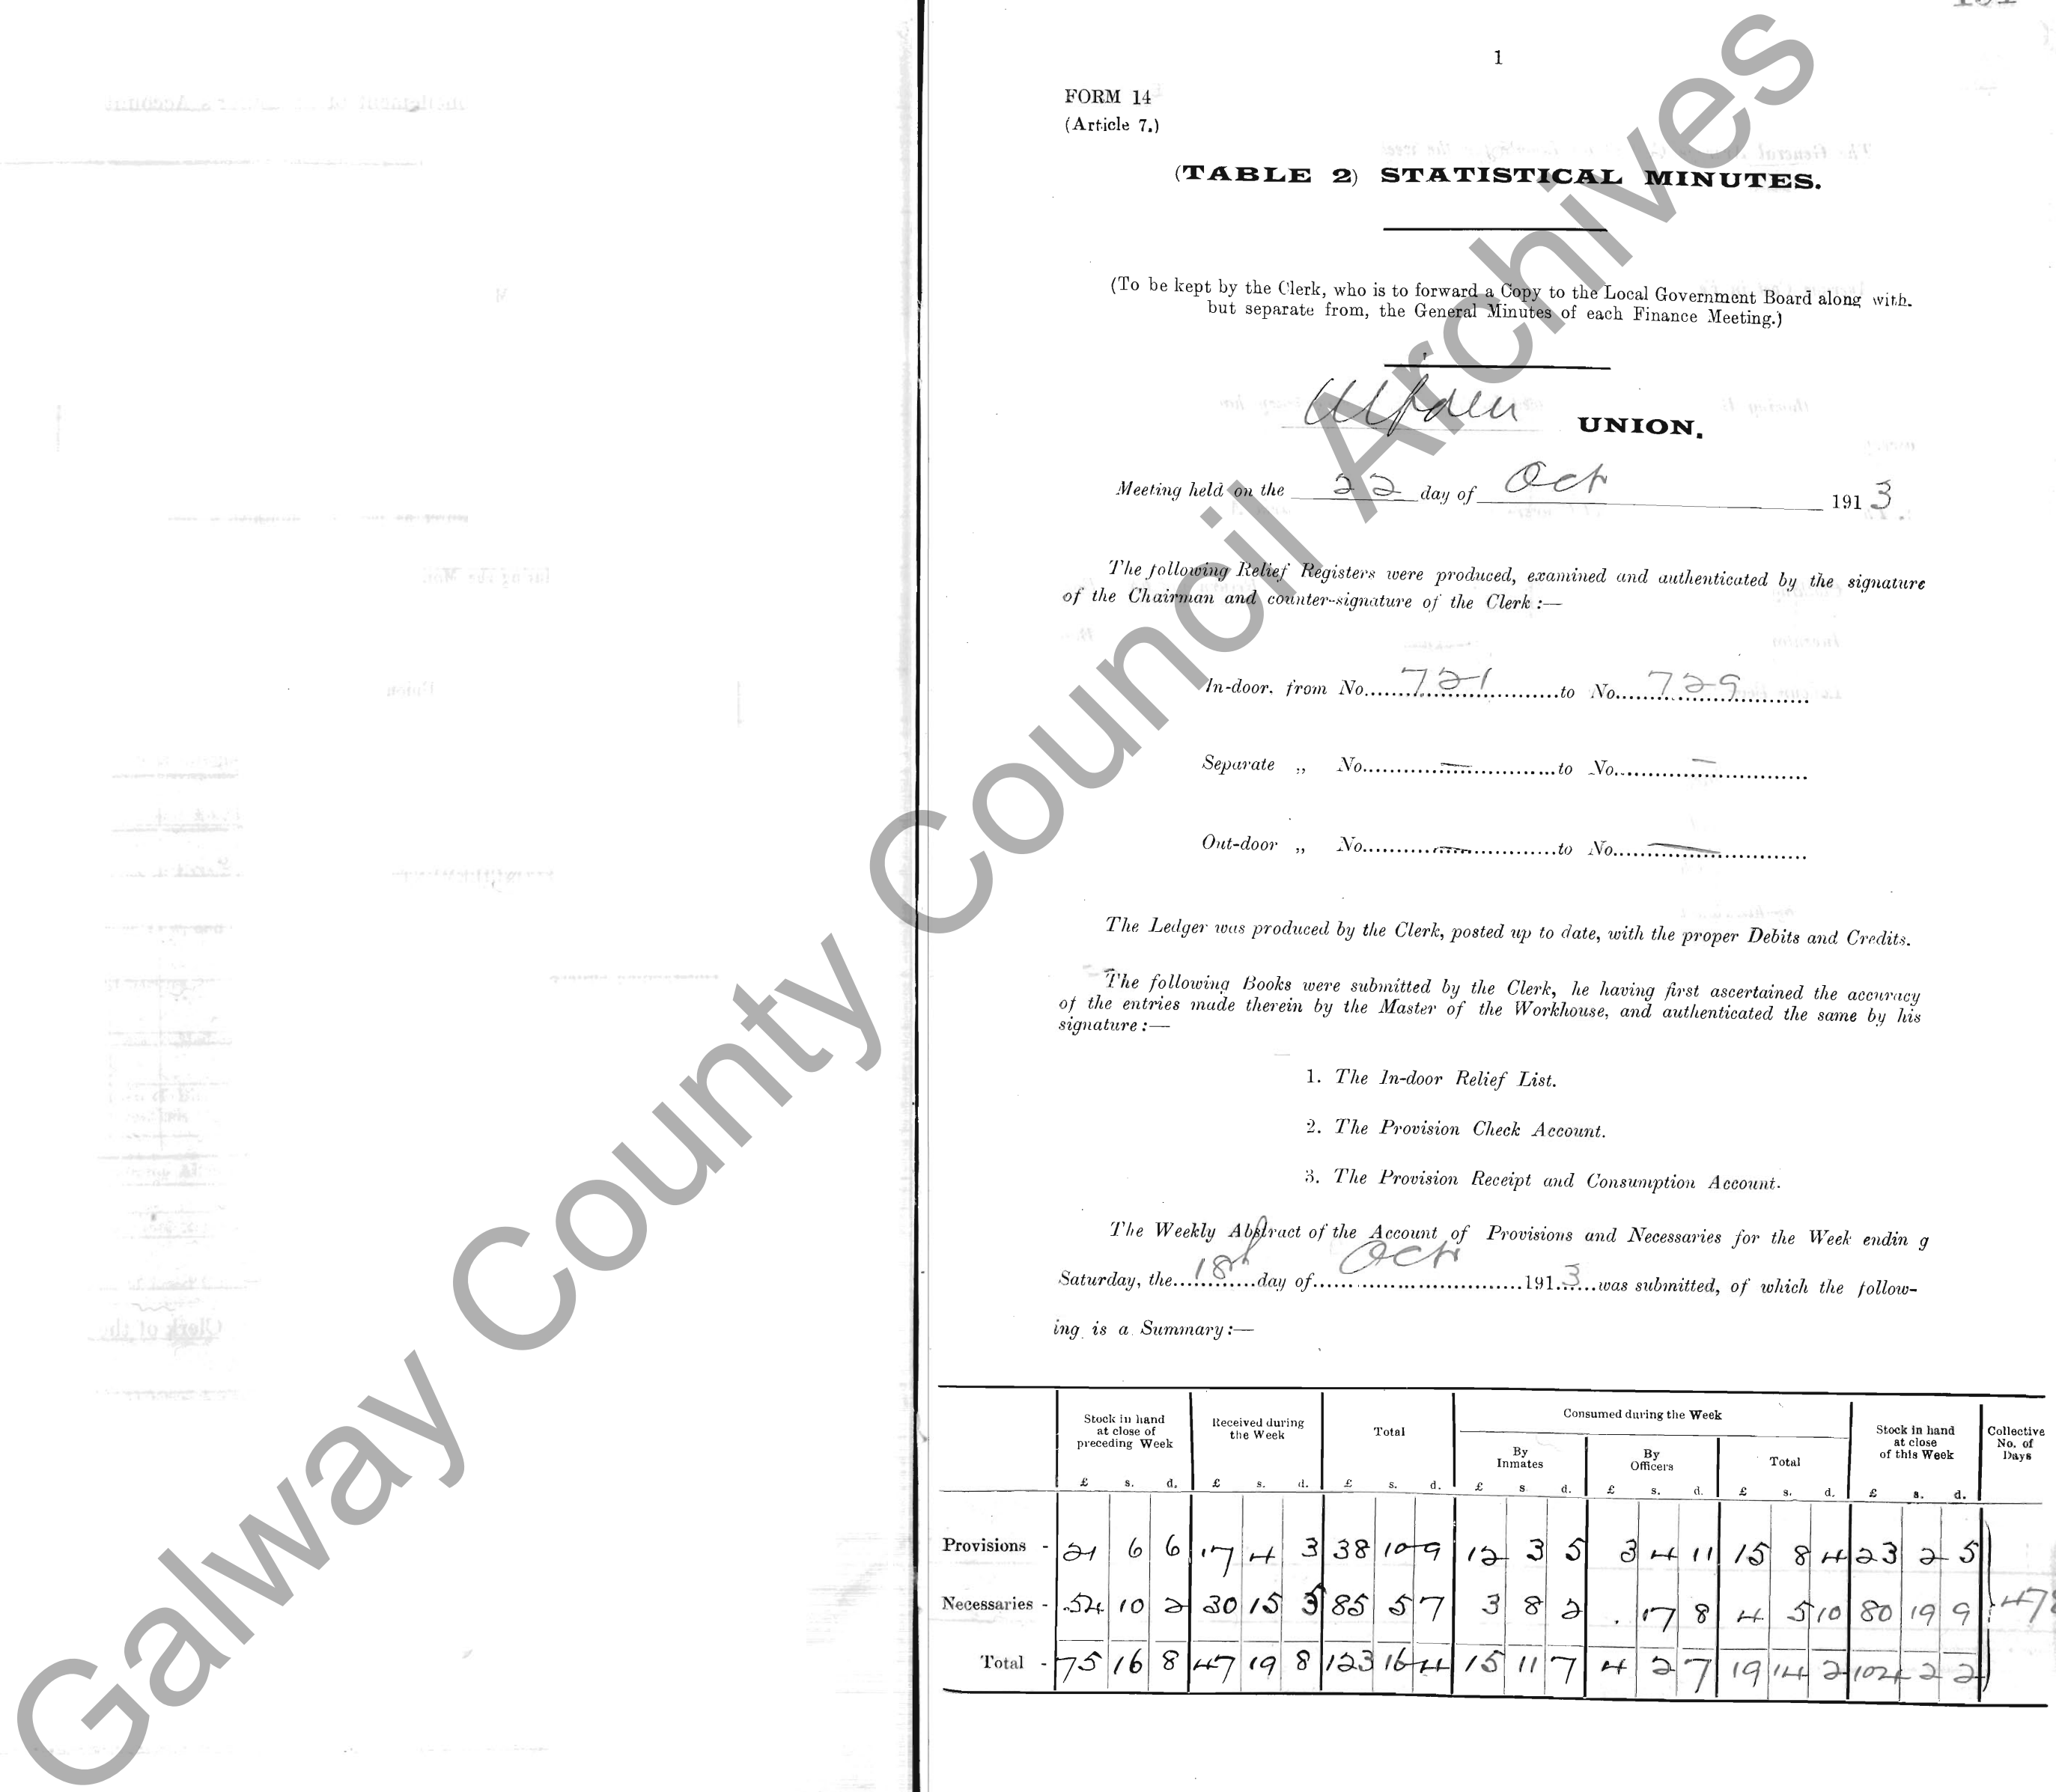 1
FORM 14
(Article 7.)
(TABLE 2) STATISTICAL MINUTES.
(To be kept by the Clerk, who is to forward a Copy to the Local Government Board along with.
but separate from, the General Minutes of each Finance Meeting.)
Clifden UNION.
Meeting held on the 22 day of Oct 1913
The following Relief Registers were produced, examined and authenticated by the signature
of the Chairman and counter-signature of the Clerk :—
In-door. from No. 721 to No. 729
Separate „ No. — to No. —
Out-door „ No. — to No. —
The Ledger was produced by the Clerk, posted up to date, with the proper Debits and Credits.
The following Books were submitted by the Clerk, he having first ascertained the accuracy
of the entries made therein by the Master of the Workhouse, and authenticated the same by his
signature :—
1. The In-door Relief List.
2. The Provision Check Account.
3. The Provision Receipt and Consumption Account.
The Weekly Abstract of the Account of Provisions and Necessaries for the Week endin g
Saturday, the 18th day of Oct 1913 was submitted, of which the follow-
ing is a Summary :—
Stock in hand at close of preceding Week Received during the Week Total Consumed during the Week Stock in hand at close of this Week Collective No. of Days
By Inmates By Officers Total
£ s. d. £ s. d. £ s. d. £ s. d. £ s. d. £ s. d. £ s. d.
Provisions - 21 6 6 17 4 3 38 10 9 12 3 5 3 4 11 15 8 4 23 2 5
Necessaries - 54 10 2 30 15 5 85 5 7 3 8 2 . 17 8 4 5 10 80 19 9
Total - 75 16 8 47 19 8 123 16 4 15 11 7 4 2 7 19 14 2 104 2 2
Galway County Council Archives